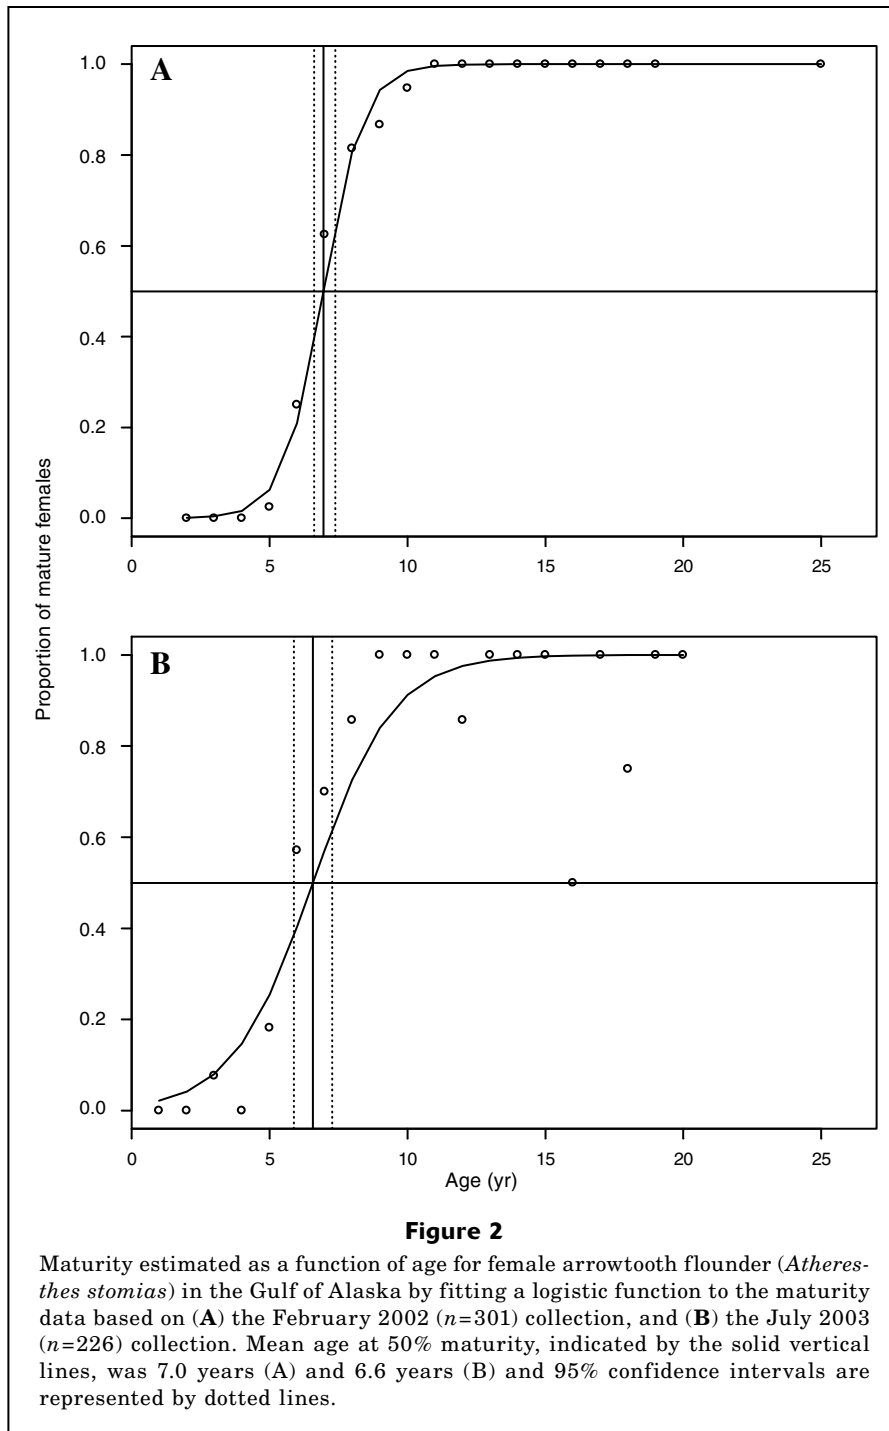 A
1.0
0.8
0.6
0.4
0.2
0.0
0 5 10 15 20 25
Proportion of mature females
B
1.0
0.8
0.6
0.4
0.2
0.0
0 5 10 15 20 25
Age (yr)
Figure 2
Maturity estimated as a function of age for female arrowtooth flounder (Atheres-
thes stomias) in the Gulf of Alaska by fitting a logistic function to the maturity
data based on (A) the February 2002 (n=301) collection, and (B) the July 2003
(n=226) collection. Mean age at 50% maturity, indicated by the solid vertical
lines, was 7.0 years (A) and 6.6 years (B) and 95% confidence intervals are
represented by dotted lines.